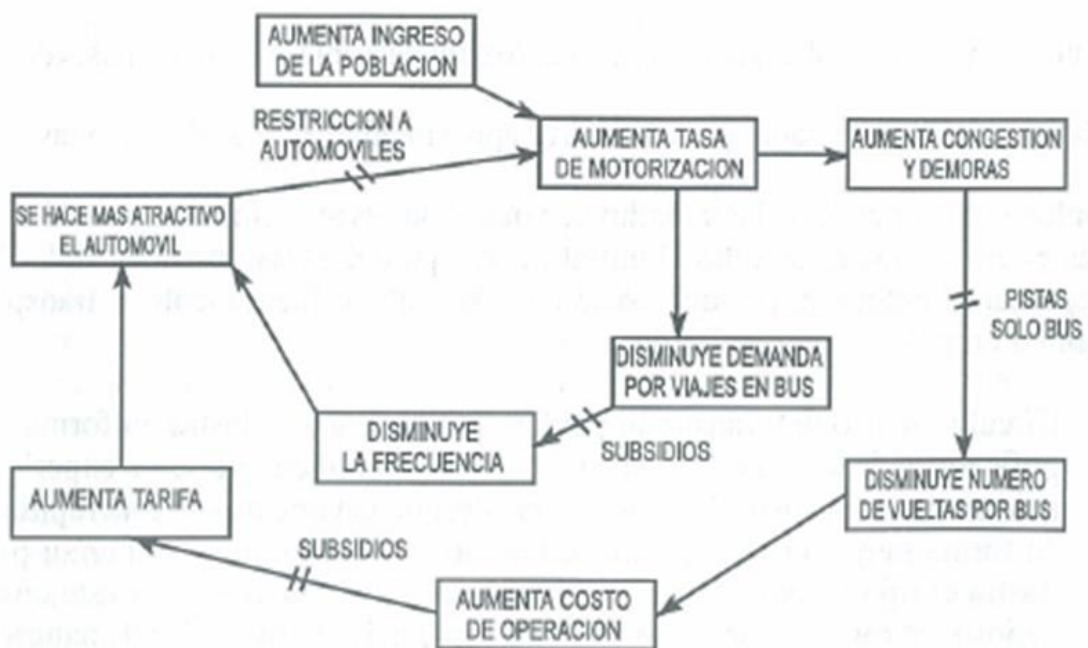 AUMENTA INGRESO
DE LA POBLACION
RESTRICCION A
AUTOMOVILES
AUMENTA TASA
DE MOTORIZACION
AUMENTA CONGESTION
Y DEMORAS
SE HACE MAS ATRACTIVO
EL AUTOMOVIL
PISTAS
SOLO BUS
DISMINUYE DEMANDA
POR VIAJES EN BUS
DISMINUYE
LA FRECUENCIA
SUBSIDIOS
AUMENTA TARIFA
DISMINUYE NUMERO
DE VUELTAS POR BUS
SUBSIDIOS
AUMENTA COSTO
DE OPERACION